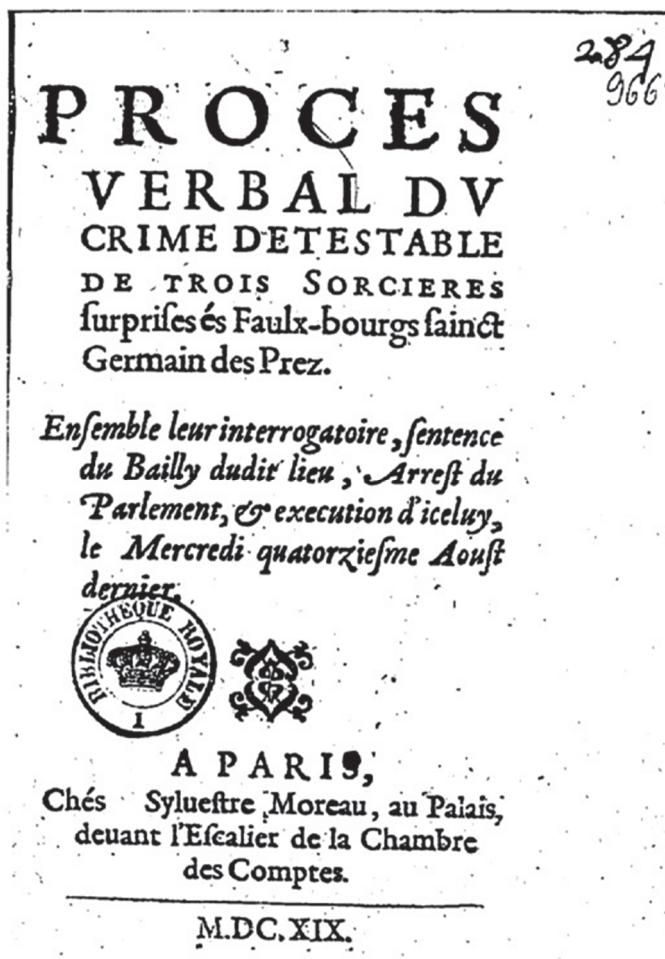 284
966
PROCES
VERBAL DV
CRIME DETESTABLE
DE TROIS SORCIERES
ſurpriſes és Faulx-bourgs ſainct
Germain des Prez.
Enſemble leur interrogatoire, ſentence
du Bailly dudit lieu, Arreſt du
Parlement, & execution d'iceluy,
le Mercredi quatorzieſme Aouſt
dernier.
BIBLIOTHEQUE ROYALE
1
A PARIS,
Chés Sylueſtre Moreau, au Palais,
deuant l'Eſcalier de la Chambre
des Comptes.
M.DC.XIX.